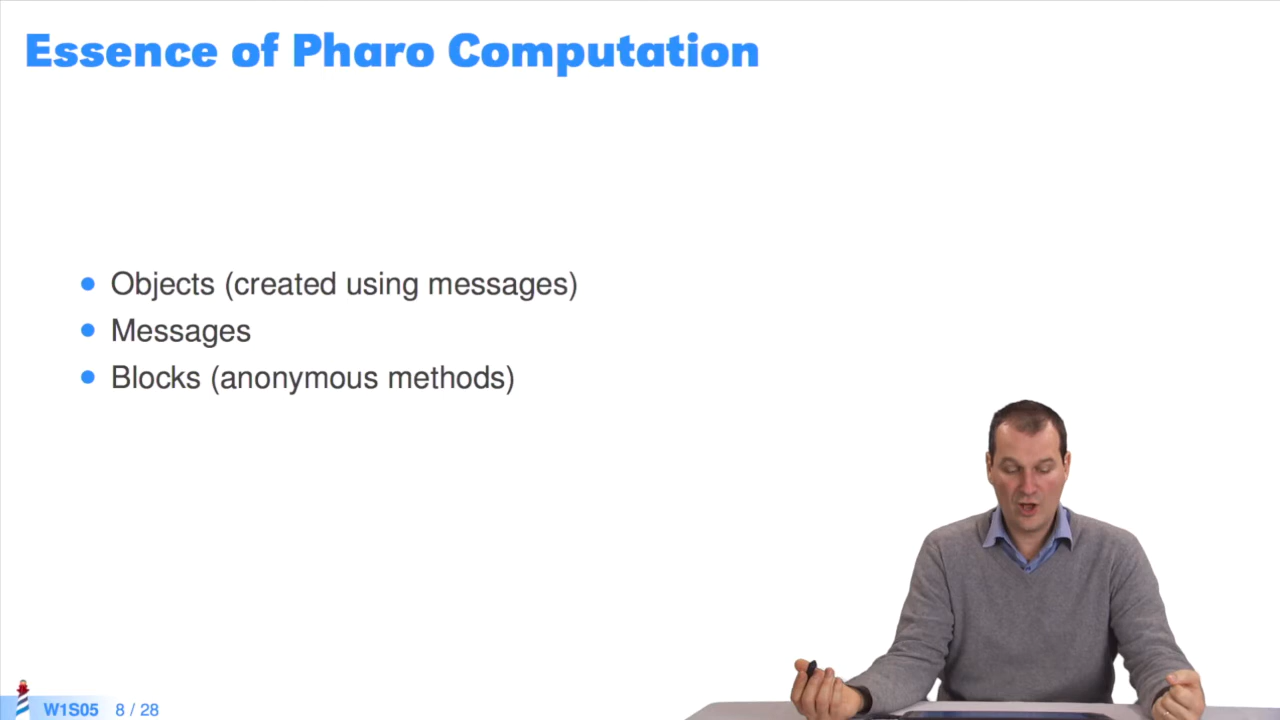 Essence of Pharo Computation
Objects (created using messages)
Messages
Blocks (anonymous methods)
W1S05 8 / 28